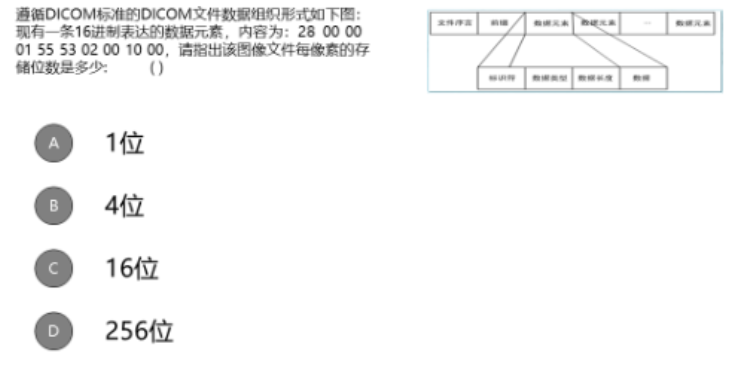 遵循DICOM标准的DICOM文件数据组织形式如下图：
现有一条16进制表达的数据元素，内容为：28 00 00
01 55 53 02 00 10 00，请指出该图像文件每像素的存
储位数是多少： ( )
文件序言 前缀 数据元素 数据元素 ... 数据元素
标识符 数据类型 数据长度 数据
A 1位
B 4位
C 16位
D 256位